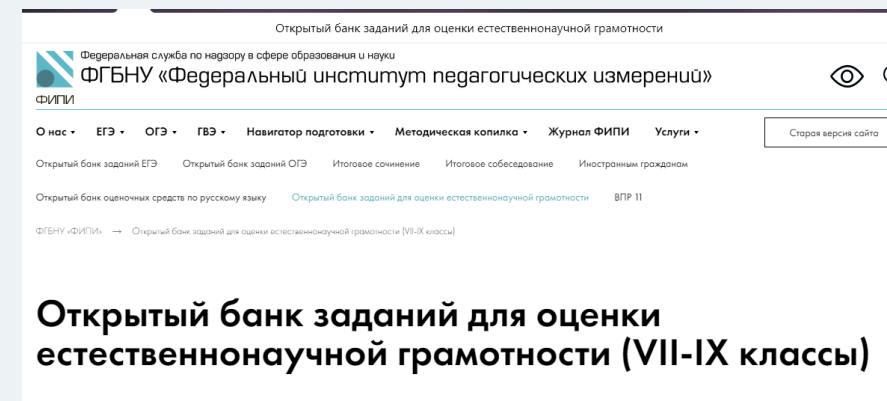 Открытый банк заданий для оценки естественнонаучной грамотности
Федеральная служба по надзору в сфере образования и науки
ФГБНУ «Федеральный институт педагогических измерений»
ФИПИ
О нас ЕГЭ ОГЭ ГВЭ Навигатор подготовки Методическая копилка Журнал ФИПИ Услуги Старая версия сайта
Открытый банк заданий ЕГЭ Открытый банк заданий ОГЭ Итоговое сочинение Итоговое собеседование Иностранным гражданам
Открытый банк оценочных средств по русскому языку Открытый банк заданий для оценки естественнонаучной грамотности ВПР 11
ФГБНУ «ФИПИ» → Открытый банк заданий для оценки естественнонаучной грамотности (VII-IX классы)
Открытый банк заданий для оценки
естественнонаучной грамотности (VII-IX классы)